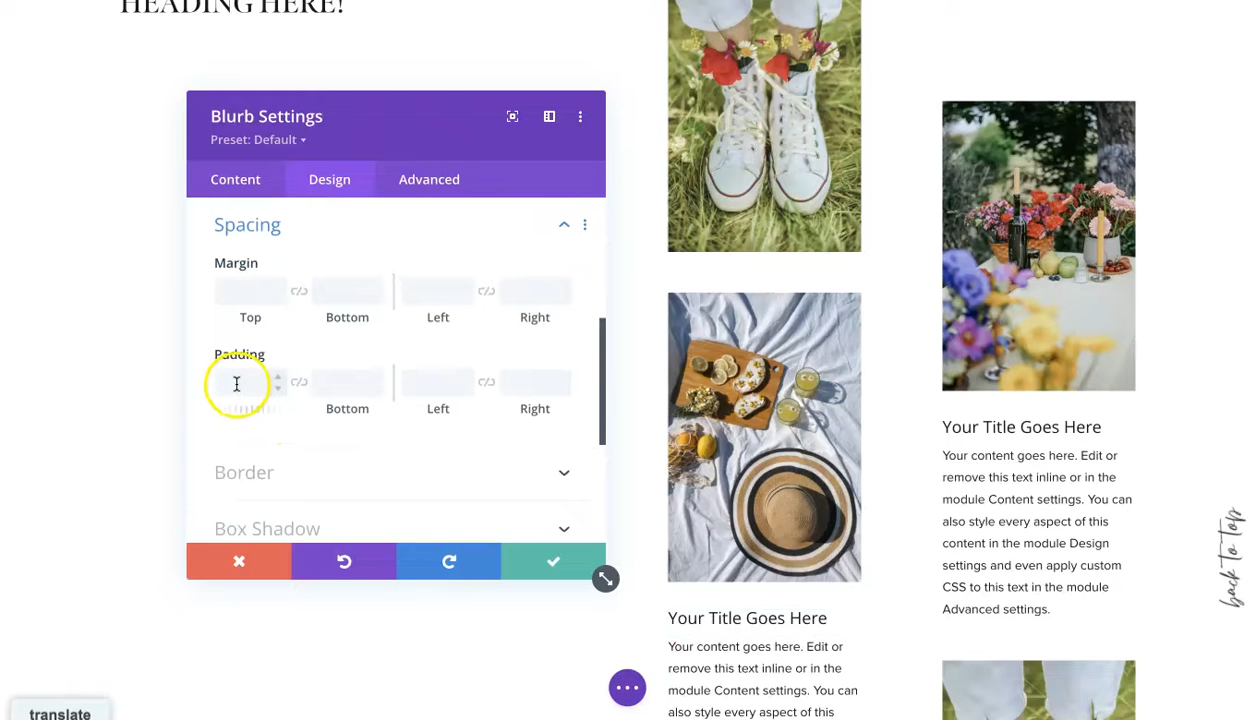 HEADING HERE!
Blurb Settings
Preset: Default
Content
Design
Advanced
Spacing
Margin
Top
Bottom
Left
Right
Padding
Bottom
Left
Right
Border
Box Shadow
Your Title Goes Here
Your content goes here. Edit or
remove this text inline or in the
module Content settings. You can
also style every aspect of this
Your Title Goes Here
Your content goes here. Edit or
remove this text inline or in the
module Content settings. You can
also style every aspect of this
content in the module Design
settings and even apply custom
CSS to this text in the module
Advanced settings.
back to top
translate